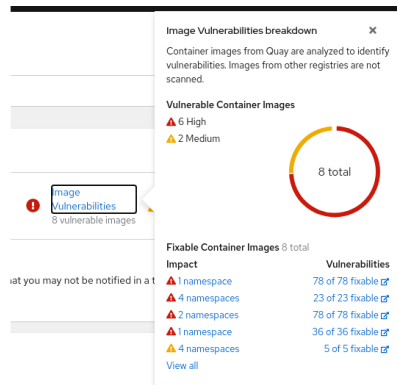 Image Vulnerabilities breakdown
Container images from Quay are analyzed to identify
vulnerabilities. Images from other registries are not
scanned.
Vulnerable Container Images
6 High
2 Medium
8 total
Image
Vulnerabilities
8 vulnerable images
Fixable Container Images 8 total
Impact Vulnerabilities
at you may not be notified in a
1 namespace 78 of 78 fixable
4 namespaces 23 of 23 fixable
2 namespaces 78 of 78 fixable
1 namespace 36 of 36 fixable
4 namespaces 5 of 5 fixable
View all